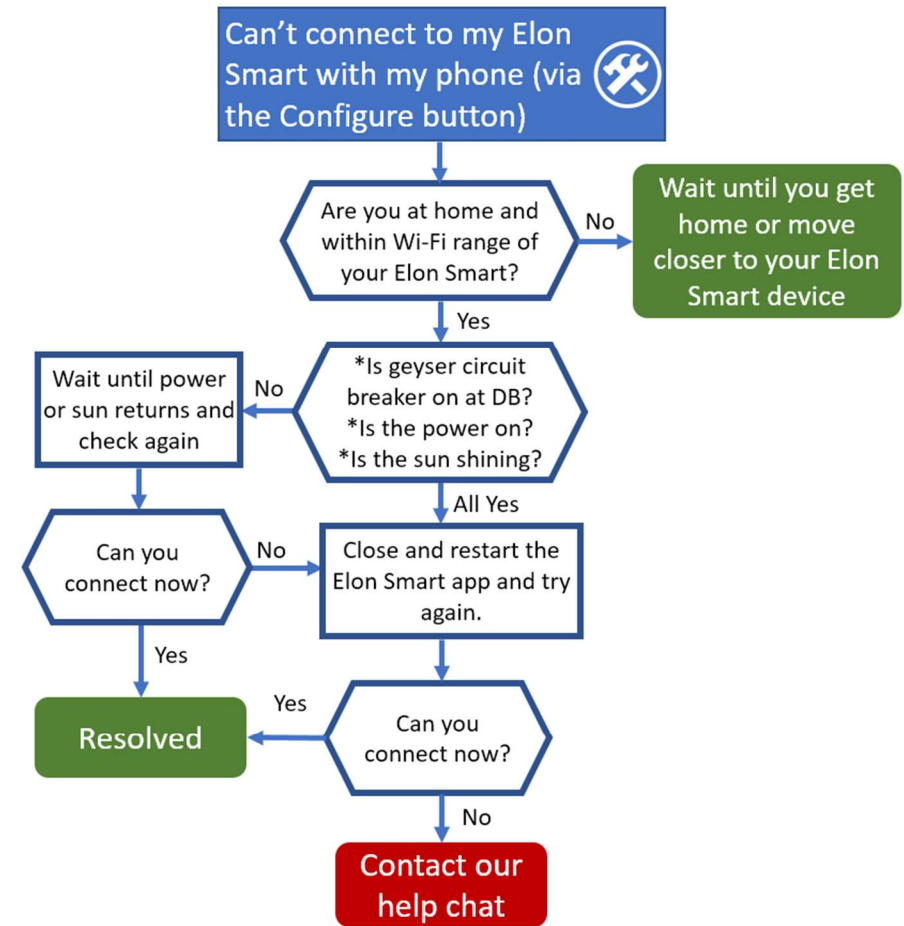 Can’t connect to my Elon
Smart with my phone (via
the Configure button)
Are you at home and
within Wi-Fi range of
your Elon Smart?
No
Wait until you get
home or move
closer to your Elon
Smart device
Yes
*Is geyser circuit
breaker on at DB?
*Is the power on?
*Is the sun shining?
No
Wait until power
or sun returns and
check again
All Yes
Can you
connect now?
No
Close and restart the
Elon Smart app and try
again.
Yes
Resolved
Yes
Can you
connect now?
No
Contact our
help chat